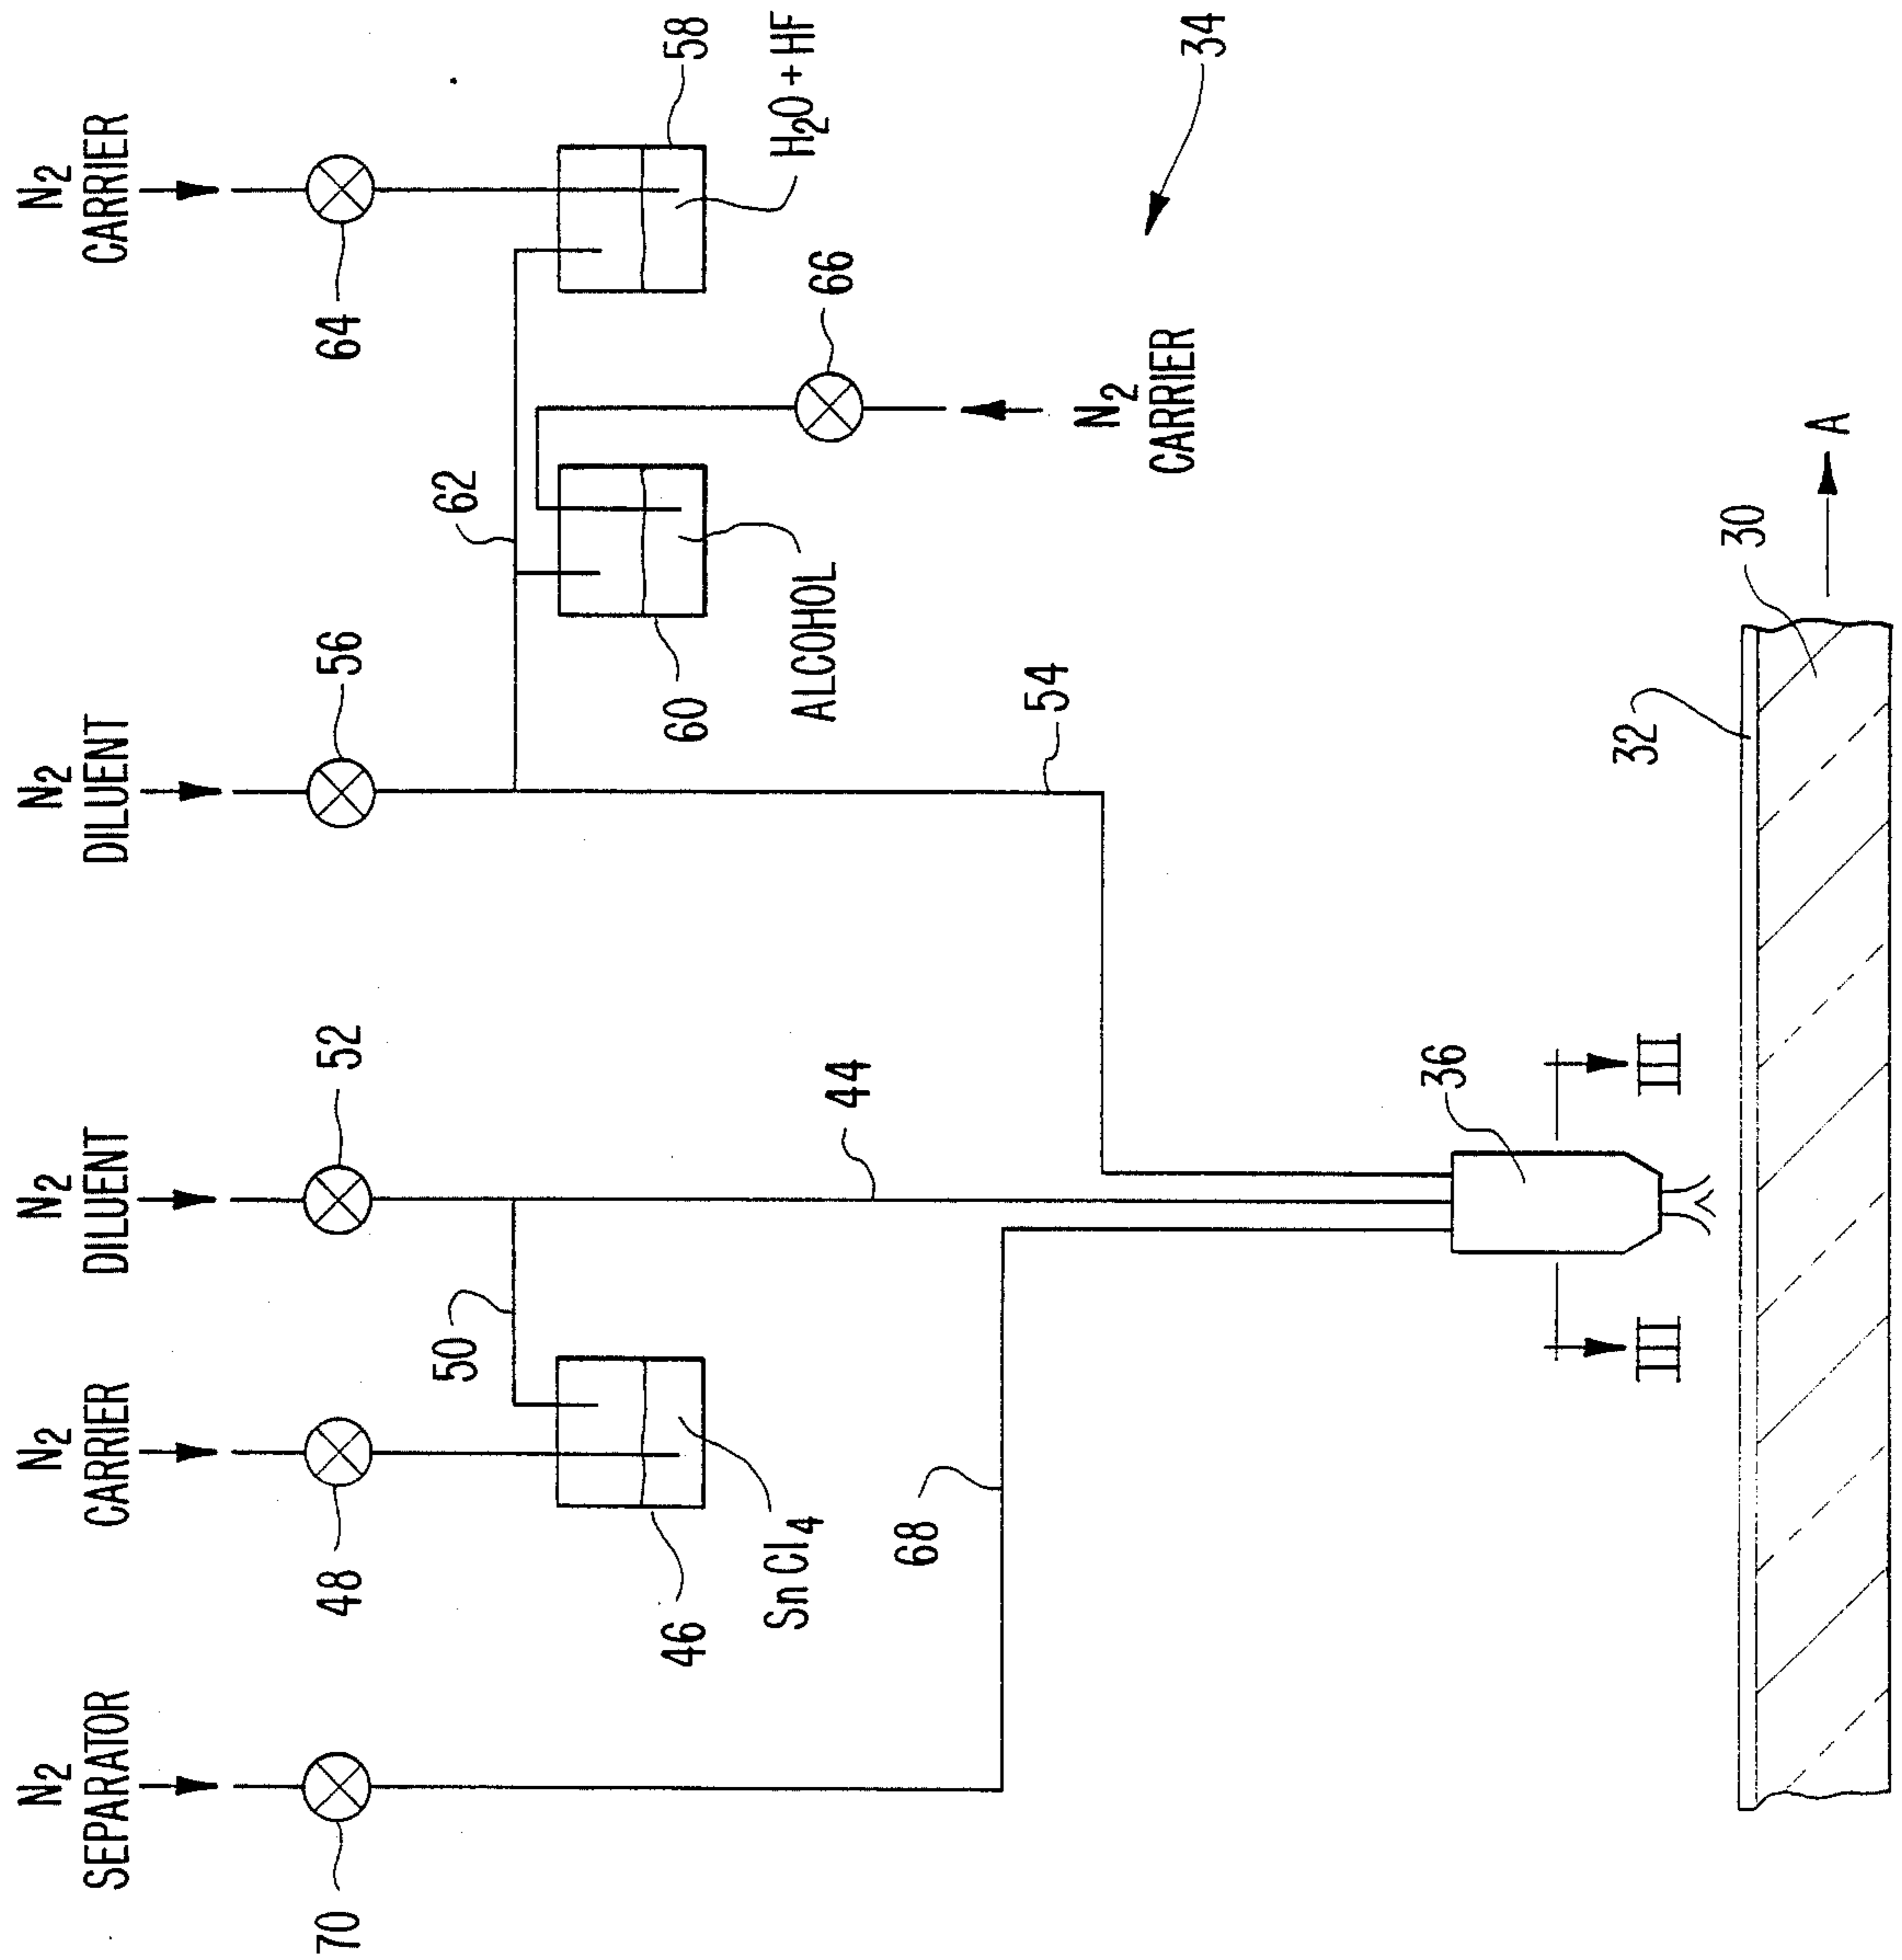 N2
SEPARATOR
N2
CARRIER
N2
DILUENT
N2
DILUENT
N2
CARRIER
70
48
52
56
64
50
62
46
SnCl4
60
ALCOHOL
58
H2O+HF
66
N2
CARRIER
68
44
54
34
36
III
III
32
30
A